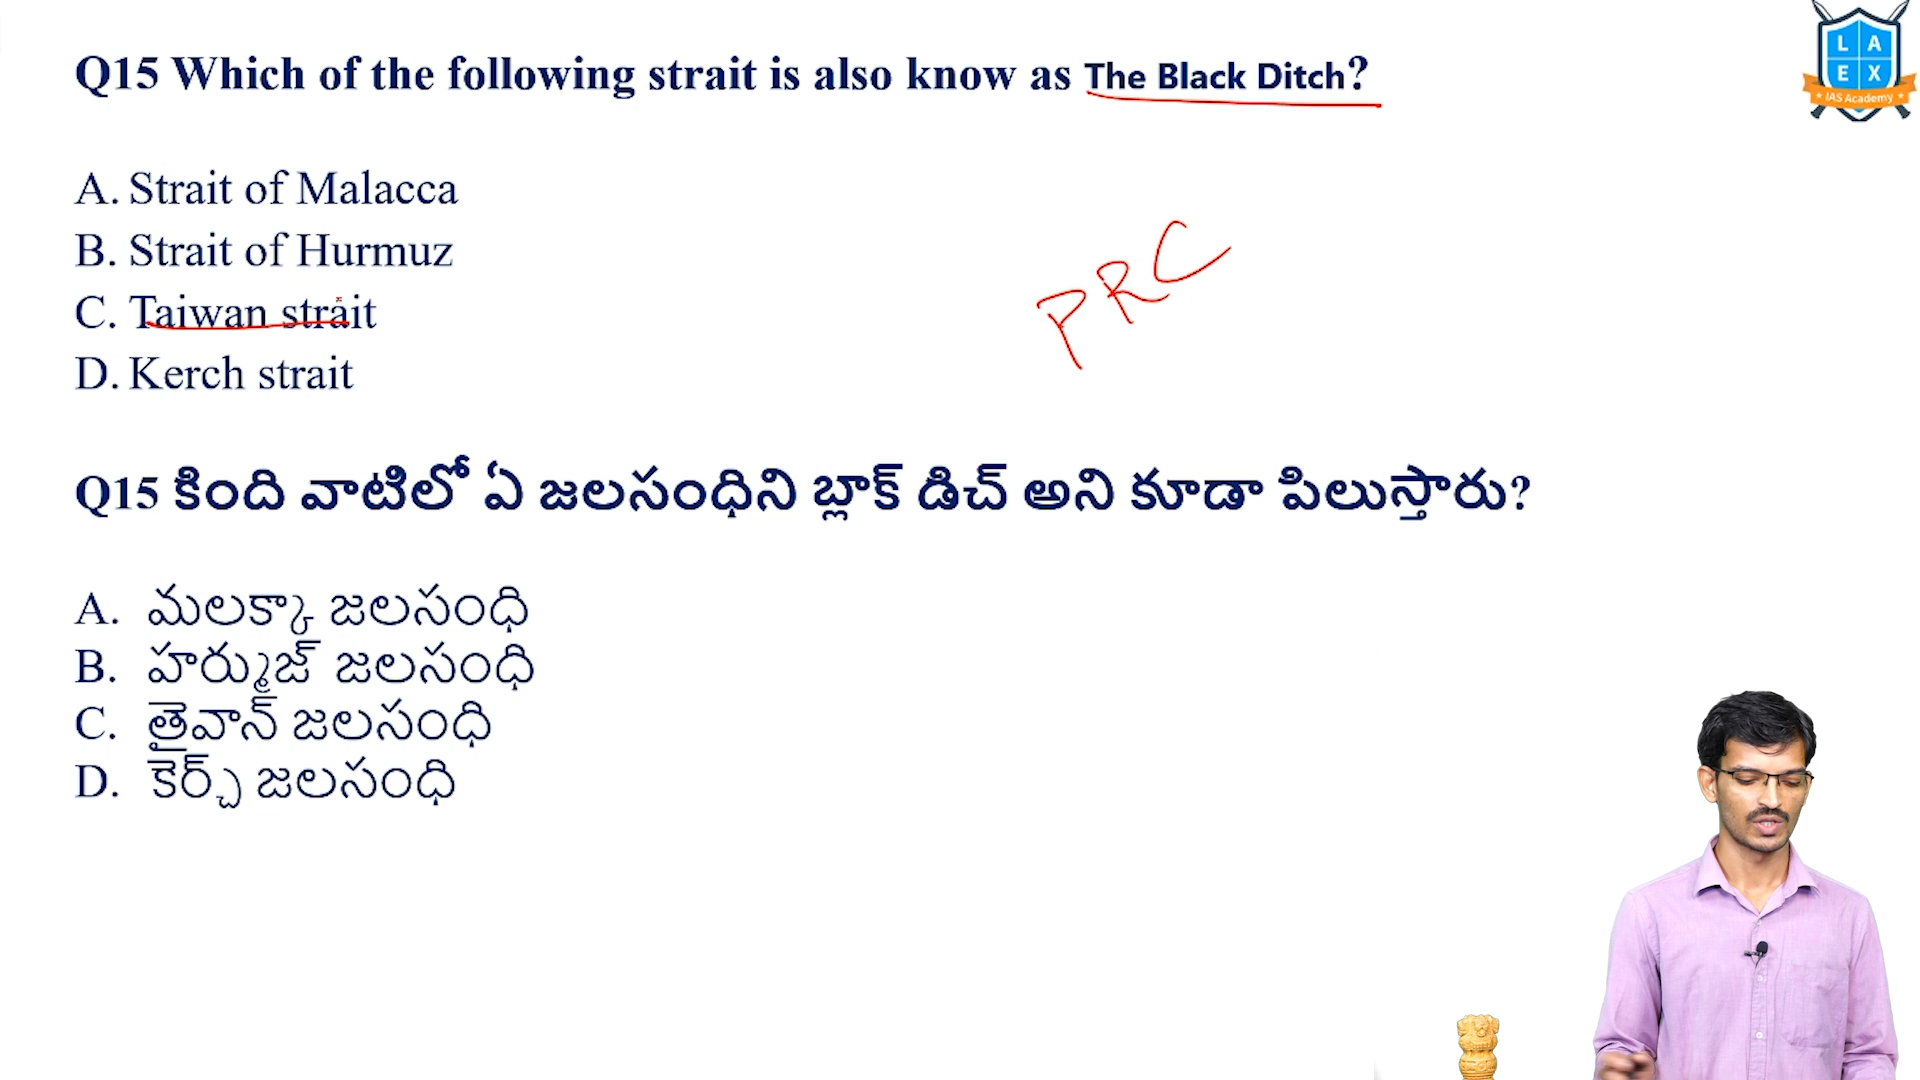 Q15 Which of the following strait is also know as The Black Ditch?
L A
E X
IAS Academy
A. Strait of Malacca
B. Strait of Hurmuz
C. Taiwan strait
D. Kerch strait
PRC
Q15 కింది వాటిలో ఏ జలసంధిని బ్లాక్ డిచ్ అని కూడా పిలుస్తారు?
A. మలక్కా జలసంధి
B. హర్ముజ్ జలసంధి
C. తైవాన్ జలసంధి
D. కెర్చ్ జలసంధి